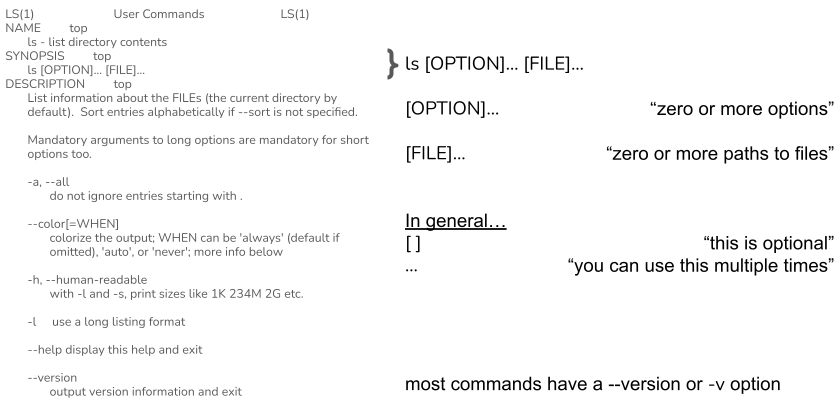 LS(1) User Commands LS(1)
NAME top
ls - list directory contents
SYNOPSIS top
ls [OPTION]... [FILE]...
DESCRIPTION top
List information about the FILEs (the current directory by
default). Sort entries alphabetically if --sort is not specified.
Mandatory arguments to long options are mandatory for short
options too.
-a, --all
do not ignore entries starting with .
--color[=WHEN]
colorize the output; WHEN can be 'always' (default if
omitted), 'auto', or 'never'; more info below
-h, --human-readable
with -l and -s, print sizes like 1K 234M 2G etc.
-l use a long listing format
--help display this help and exit
--version
output version information and exit
} ls [OPTION]... [FILE]...
[OPTION]... “zero or more options”
[FILE]... “zero or more paths to files”
In general…
[ ] “this is optional”
... “you can use this multiple times”
most commands have a --version or -v option